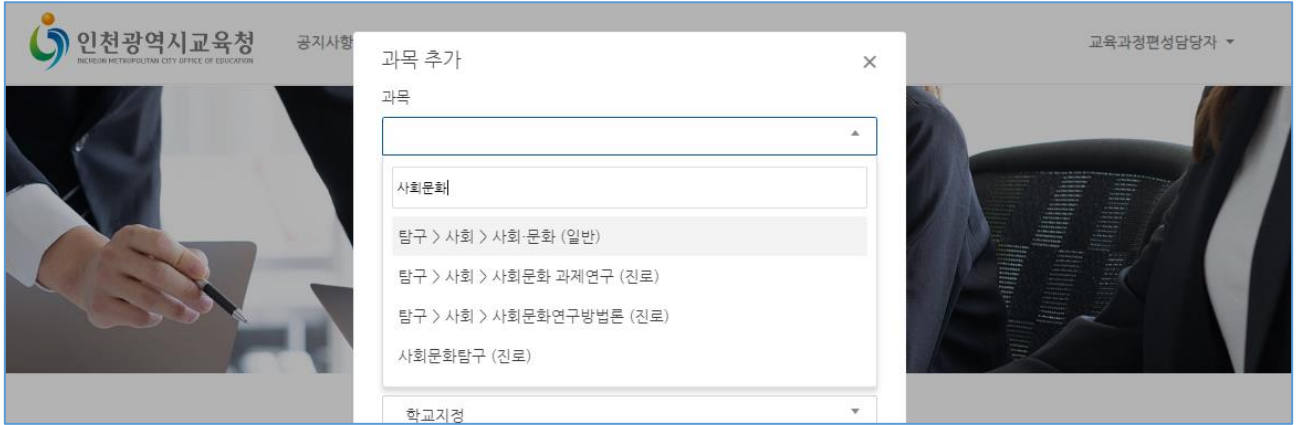 인천광역시교육청
INCHEON METROPOLITAN CITY OFFICE OF EDUCATION
공지사항
교육과정편성담당자
과목 추가
과목
사회문화
탐구 > 사회 > 사회·문화 (일반)
탐구 > 사회 > 사회문화 과제연구 (진로)
탐구 > 사회 > 사회문화연구방법론 (진로)
사회문화탐구 (진로)
학교지정